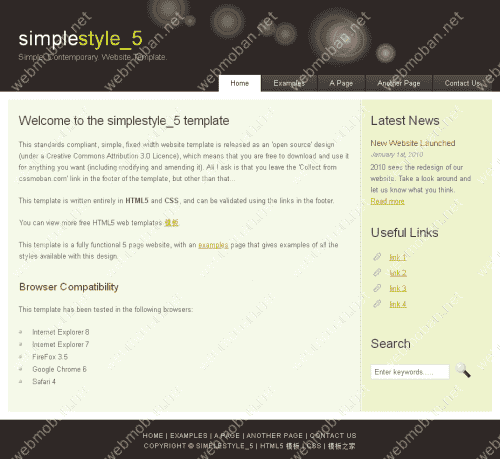 simplestyle_5
Simple. Contemporary. Website Template.
Home Examples A Page Another Page Contact Us
Welcome to the simplestyle_5 template
This standards compliant, simple, fixed width website template is released as an 'open source' design
(under a Creative Commons Attribution 3.0 Licence), which means that you are free to download and use it
for anything you want (including modifying and amending it). All I ask is that you leave the 'Collect from
cssmoban.com' link in the footer of the template, but other than that...
This template is written entirely in HTML5 and CSS, and can be validated using the links in the footer.
You can view more free HTML5 web templates 模板.
This template is a fully functional 5 page website, with an examples page that gives examples of all the
styles available with this design.
Browser Compatibility
This template has been tested in the following browsers:
Internet Explorer 8
Internet Explorer 7
FireFox 3.5
Google Chrome 6
Safari 4
Latest News
New Website Launched
January 1st, 2010
2010 sees the redesign of our
website. Take a look around and
let us know what you think.
Read more
Useful Links
link 1
link 2
link 3
link 4
Search
Enter keywords.....
HOME | EXAMPLES | A PAGE | ANOTHER PAGE | CONTACT US
COPYRIGHT © SIMPLESTYLE_5 | HTML5 模板 | CSS | 模板之家
webmoban.net